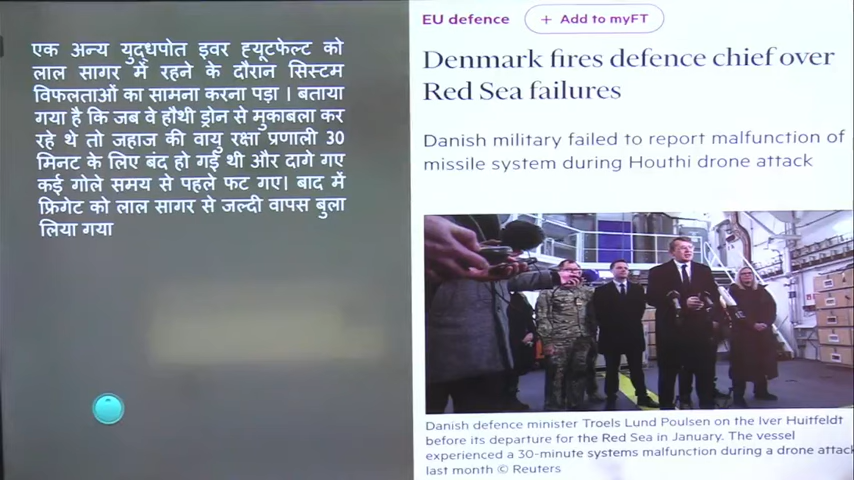 एक अन्य युद्धपोत इवर ह्यूटफेल्ट को
लाल सागर में रहने के दौरान सिस्टम
विफलताओं का सामना करना पड़ा । बताया
गया है कि जब वे हौथी ड्रोन से मुकाबला कर
रहे थे तो जहाज की वायु रक्षा प्रणाली 30
मिनट के लिए बंद हो गई थी और दागे गए
कई गोले समय से पहले फट गए। बाद में
फ्रिगेट को लाल सागर से जल्दी वापस बुला
लिया गया
EU defence + Add to myFT
Denmark fires defence chief over
Red Sea failures
Danish military failed to report malfunction of
missile system during Houthi drone attack
Danish defence minister Troels Lund Poulsen on the Iver Huitfeldt
before its departure for the Red Sea in January. The vessel
experienced a 30-minute systems malfunction during a drone attack
last month © Reuters